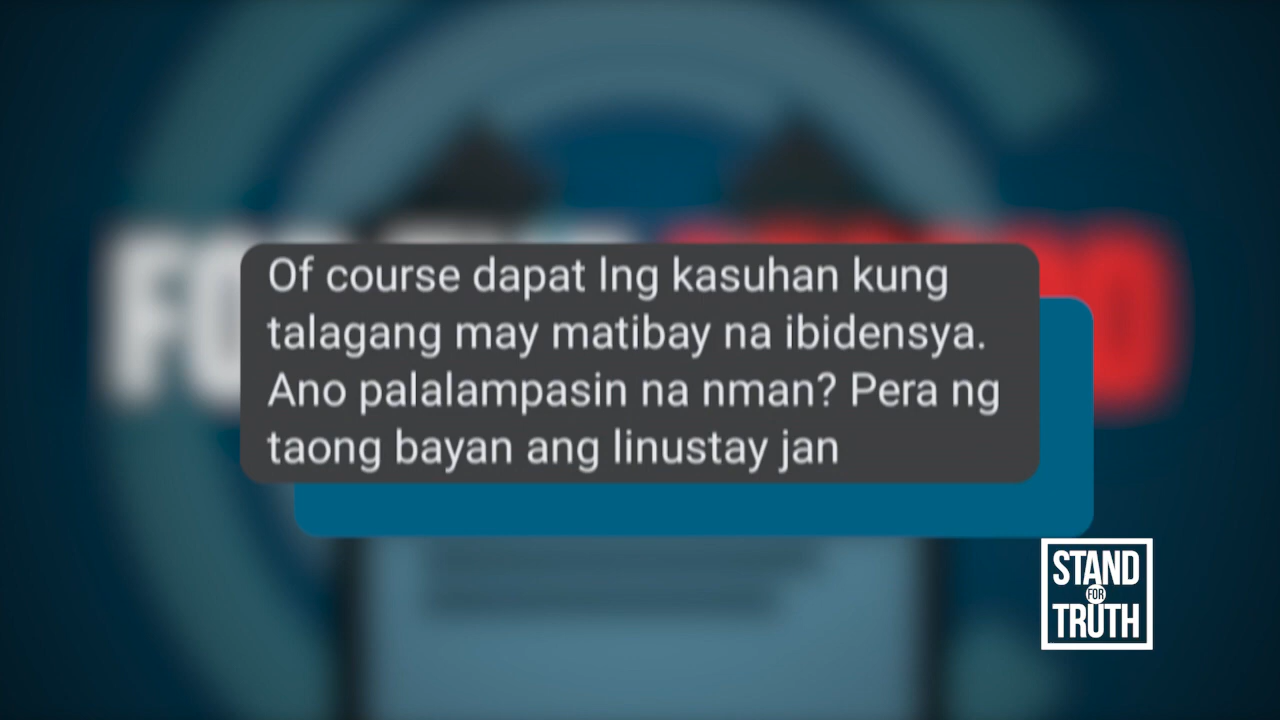 Of course dapat lng kasuhan kung
talagang may matibay na ibidensya.
Ano palalampasin na nman? Pera ng
taong bayan ang linustay jan
STAND
FOR
TRUTH